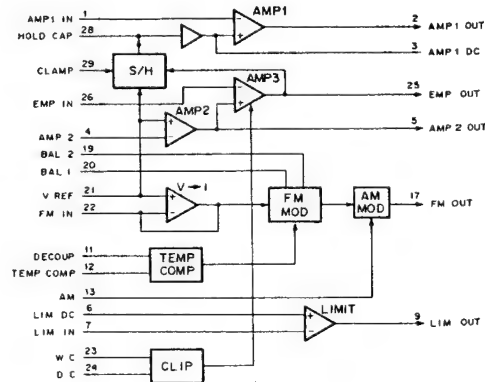 AMP1 IN 1
AMP1
2 AMP1 OUT
HOLD CAP 28
3 AMP1 DC
CLAMP 29
S/H
AMP3
25 EMP OUT
EMP IN 26
AMP2
AMP 2 4
5 AMP 2 OUT
BAL 2 19
BAL 1 20
V REF 21
V → I
FM MOD
AM MOD
17 FM OUT
FM IN 22
DECOUP 11
TEMP COMP 12
TEMP COMP
AM 13
LIM DC 6
LIMIT
LIM IN 7
9 LIM OUT
WC 23
DC 24
CLIP